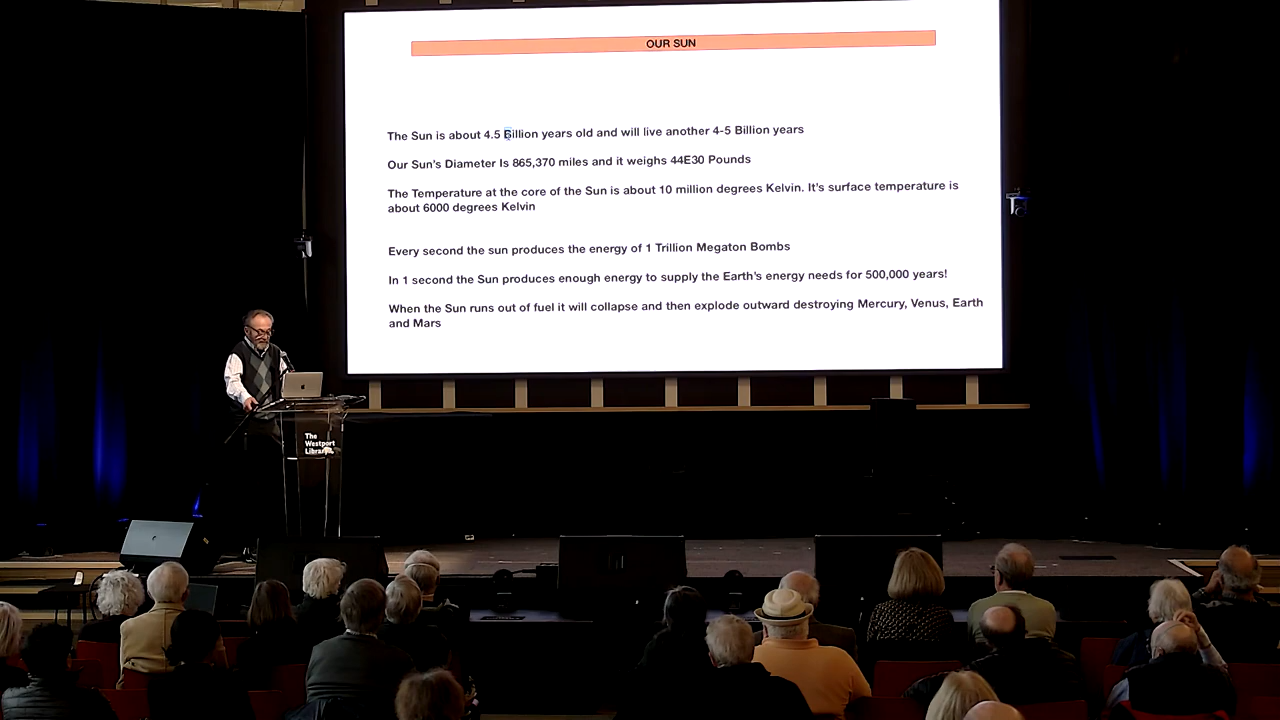 OUR SUN
The Sun is about 4.5 Billion years old and will live another 4-5 Billion years
Our Sun's Diameter Is 865,370 miles and it weighs 44E30 Pounds
The Temperature at the core of the Sun is about 10 million degrees Kelvin. It's surface temperature is
about 6000 degrees Kelvin
Every second the sun produces the energy of 1 Trillion Megaton Bombs
In 1 second the Sun produces enough energy to supply the Earth's energy needs for 500,000 years!
When the Sun runs out of fuel it will collapse and then explode outward destroying Mercury, Venus, Earth
and Mars
The
Westport
Library